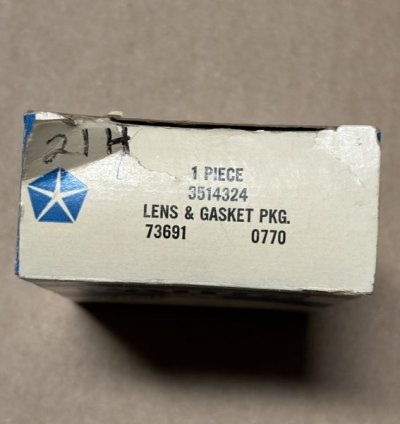 21H
1 PIECE
3514324
LENS & GASKET PKG.
73691 0770